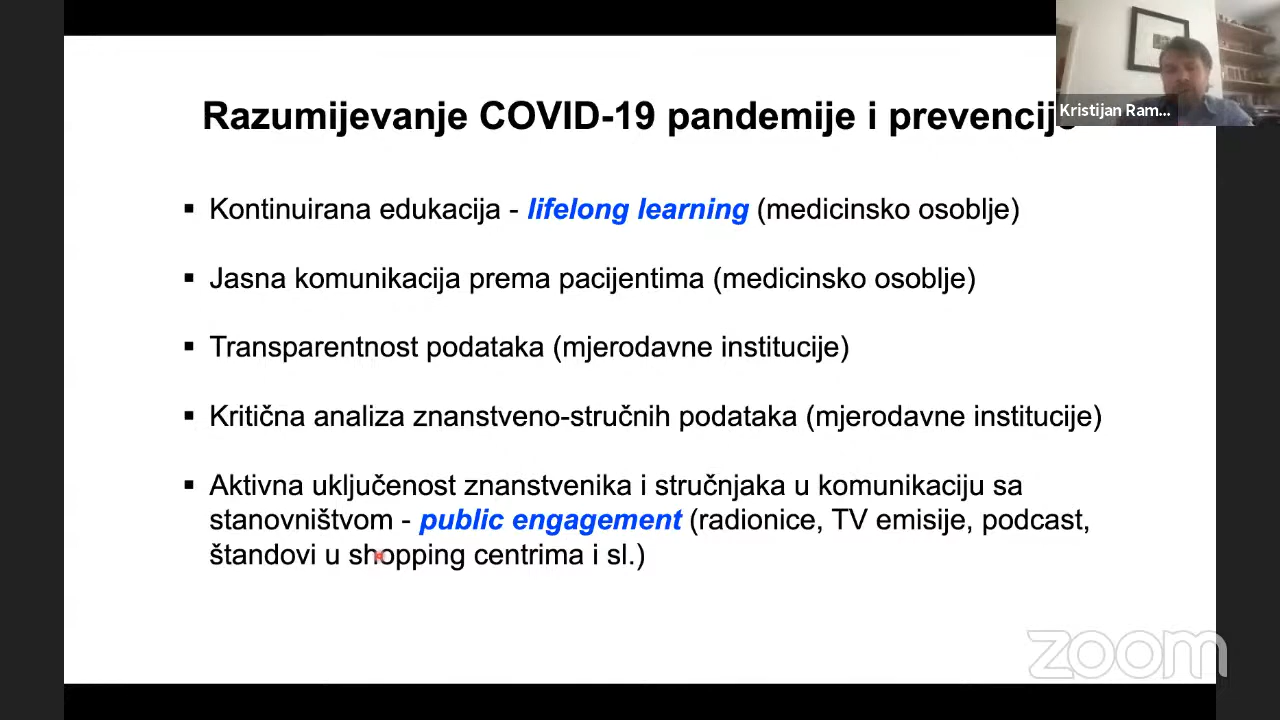 Razumijevanje COVID-19 pandemije i prevencije
Kristijan Ram...
▪ Kontinuirana edukacija - lifelong learning (medicinsko osoblje)
▪ Jasna komunikacija prema pacijentima (medicinsko osoblje)
▪ Transparentnost podataka (mjerodavne institucije)
▪ Kritična analiza znanstveno-stručnih podataka (mjerodavne institucije)
▪ Aktivna uključenost znanstvenika i stručnjaka u komunikaciju sa
stanovništvom - public engagement (radionice, TV emisije, podcast,
štandovi u shopping centrima i sl.)
zoom